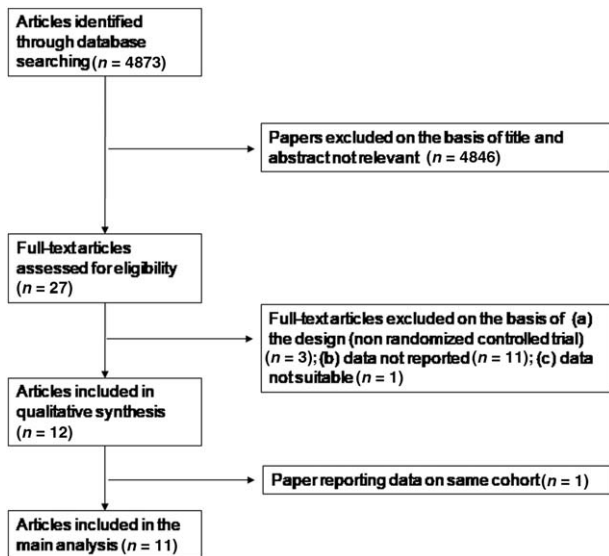 Articles identified
through database
searching (n = 4873)
Papers excluded on the basis of title and
abstract not relevant (n = 4846)
Full-text articles
assessed for eligibility
(n = 27)
Full-text articles excluded on the basis of (a)
the design (non randomized controlled trial)
(n = 3); (b) data not reported (n = 11); (c) data
not suitable (n = 1)
Articles included in
qualitative synthesis
(n = 12)
Paper reporting data on same cohort (n = 1)
Articles included in the
main analysis (n = 11)